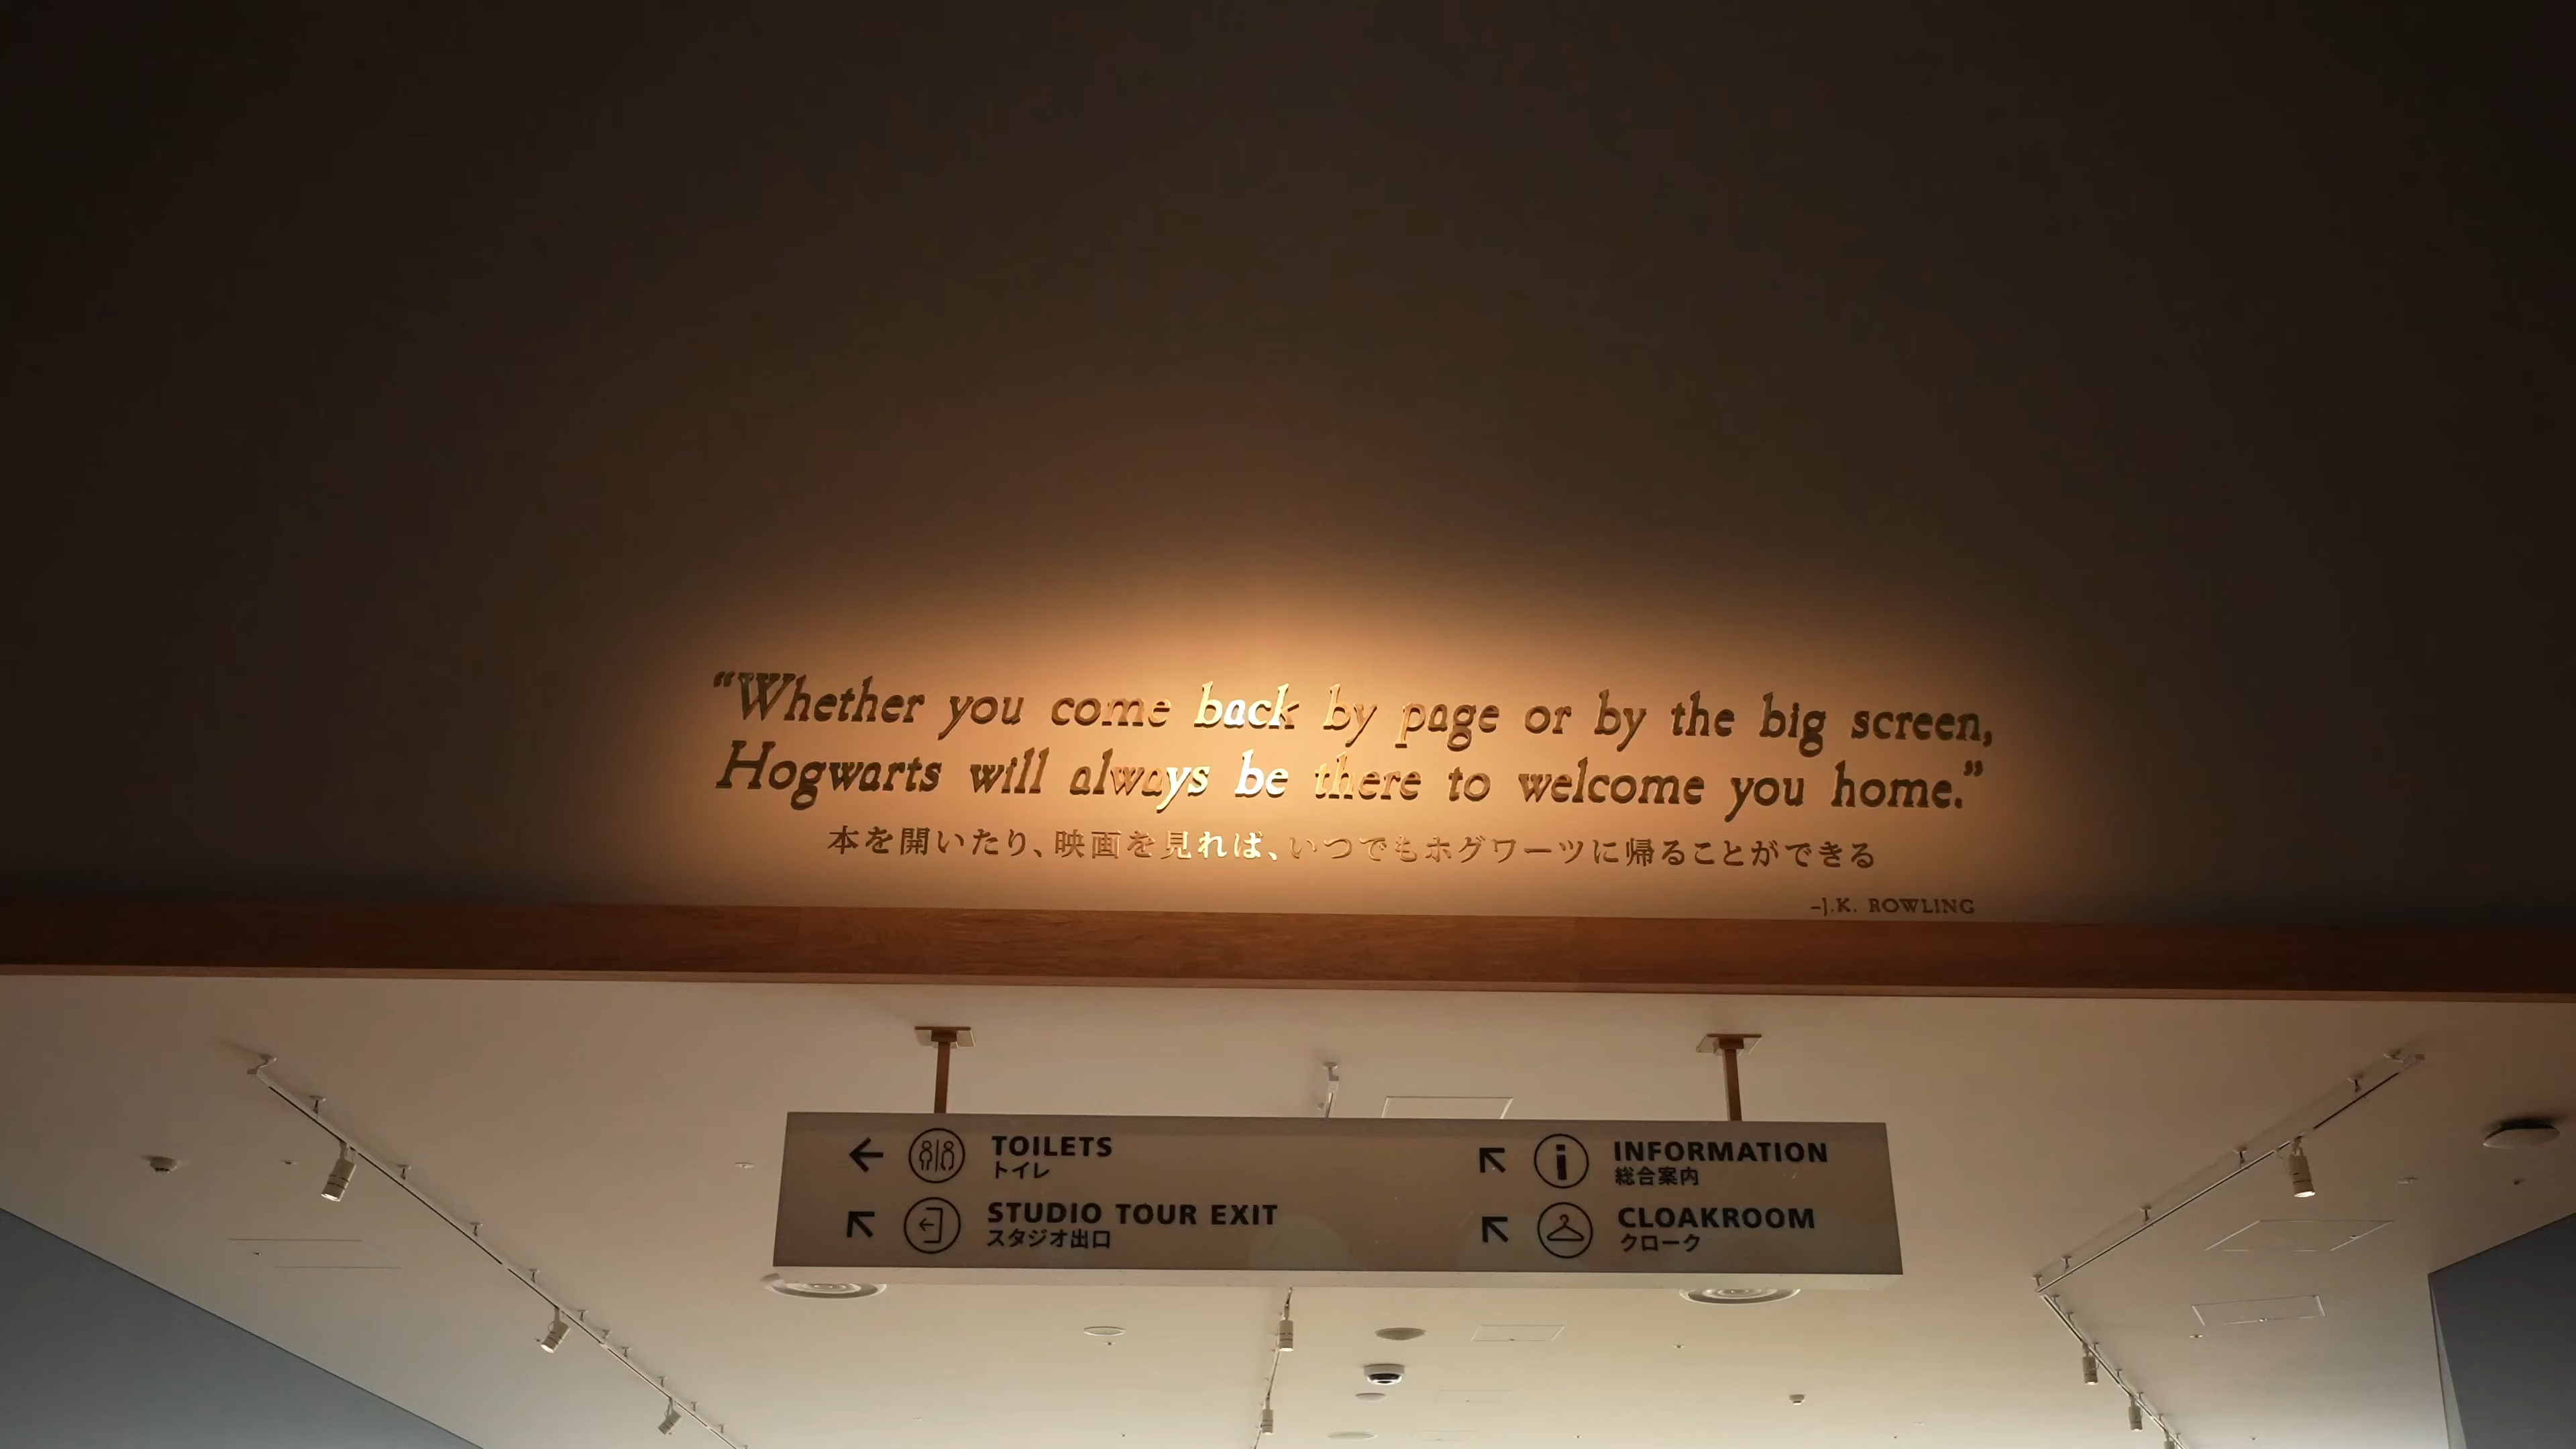 “Whether you come back by page or by the big screen,
Hogwarts will always be there to welcome you home.”
本を開いたり、映画を見れば、いつでもホグワーツに帰ることができる
–J.K. ROWLING
TOILETS
トイレ
STUDIO TOUR EXIT
スタジオ出口
INFORMATION
総合案内
CLOAKROOM
クローク